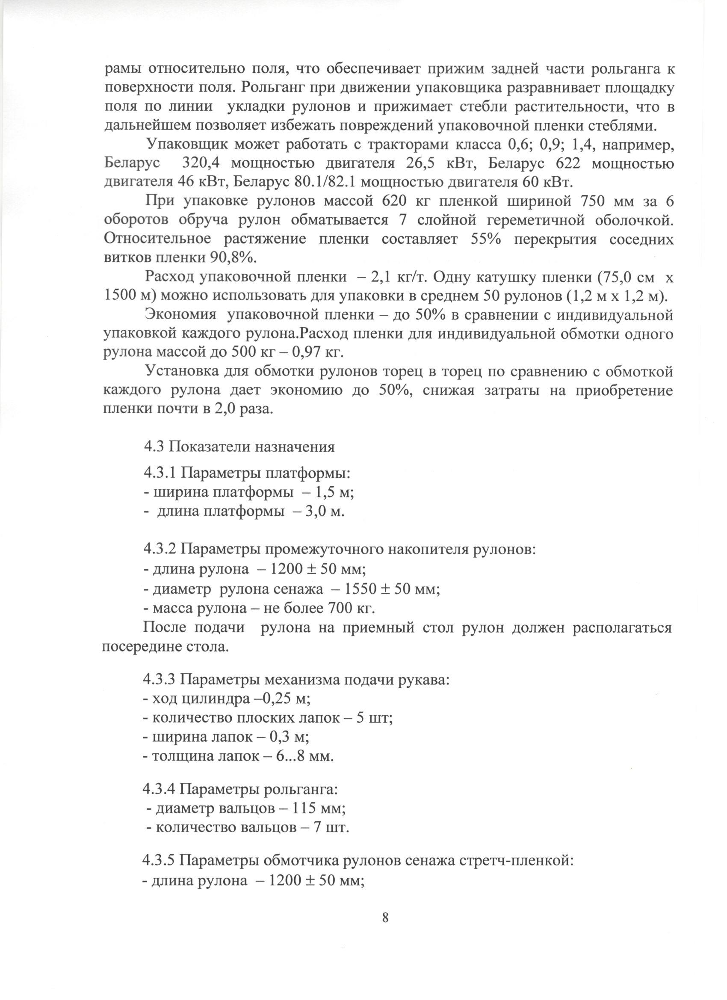 рамы относительно поля, что обеспечивает прижим задней части рольганга к
поверхности поля. Рольганг при движении упаковщика разравнивает площадку
поля по линии укладки рулонов и прижимает стебли растительности, что в
дальнейшем позволяет избежать повреждений упаковочной пленки стеблями.
Упаковщик может работать с тракторами класса 0,6; 0,9; 1,4, например,
Беларус 320,4 мощностью двигателя 26,5 кВт, Беларус 622 мощностью
двигателя 46 кВт, Беларус 80.1/82.1 мощностью двигателя 60 кВт.
При упаковке рулонов массой 620 кг пленкой шириной 750 мм за 6
оборотов обруча рулон обматывается 7 слойной гереметичной оболочкой.
Относительное растяжение пленки составляет 55% перекрытия соседних
витков пленки 90,8%.
Расход упаковочной пленки – 2,1 кг/т. Одну катушку пленки (75,0 см х
1500 м) можно использовать для упаковки в среднем 50 рулонов (1,2 м х 1,2 м).
Экономия упаковочной пленки – до 50% в сравнении с индивидуальной
упаковкой каждого рулона.Расход пленки для индивидуальной обмотки одного
рулона массой до 500 кг – 0,97 кг.
Установка для обмотки рулонов торец в торец по сравнению с обмоткой
каждого рулона дает экономию до 50%, снижая затраты на приобретение
пленки почти в 2,0 раза.
4.3 Показатели назначения
4.3.1 Параметры платформы:
- ширина платформы – 1,5 м;
- длина платформы – 3,0 м.
4.3.2 Параметры промежуточного накопителя рулонов:
- длина рулона – 1200 ± 50 мм;
- диаметр рулона сенажа – 1550 ± 50 мм;
- масса рулона – не более 700 кг.
После подачи рулона на приемный стол рулон должен располагаться
посередине стола.
4.3.3 Параметры механизма подачи рукава:
- ход цилиндра –0,25 м;
- количество плоских лапок – 5 шт;
- ширина лапок – 0,3 м;
- толщина лапок – 6...8 мм.
4.3.4 Параметры рольганга:
- диаметр вальцов – 115 мм;
- количество вальцов – 7 шт.
4.3.5 Параметры обмотчика рулонов сенажа стретч-пленкой:
- длина рулона – 1200 ± 50 мм;
8